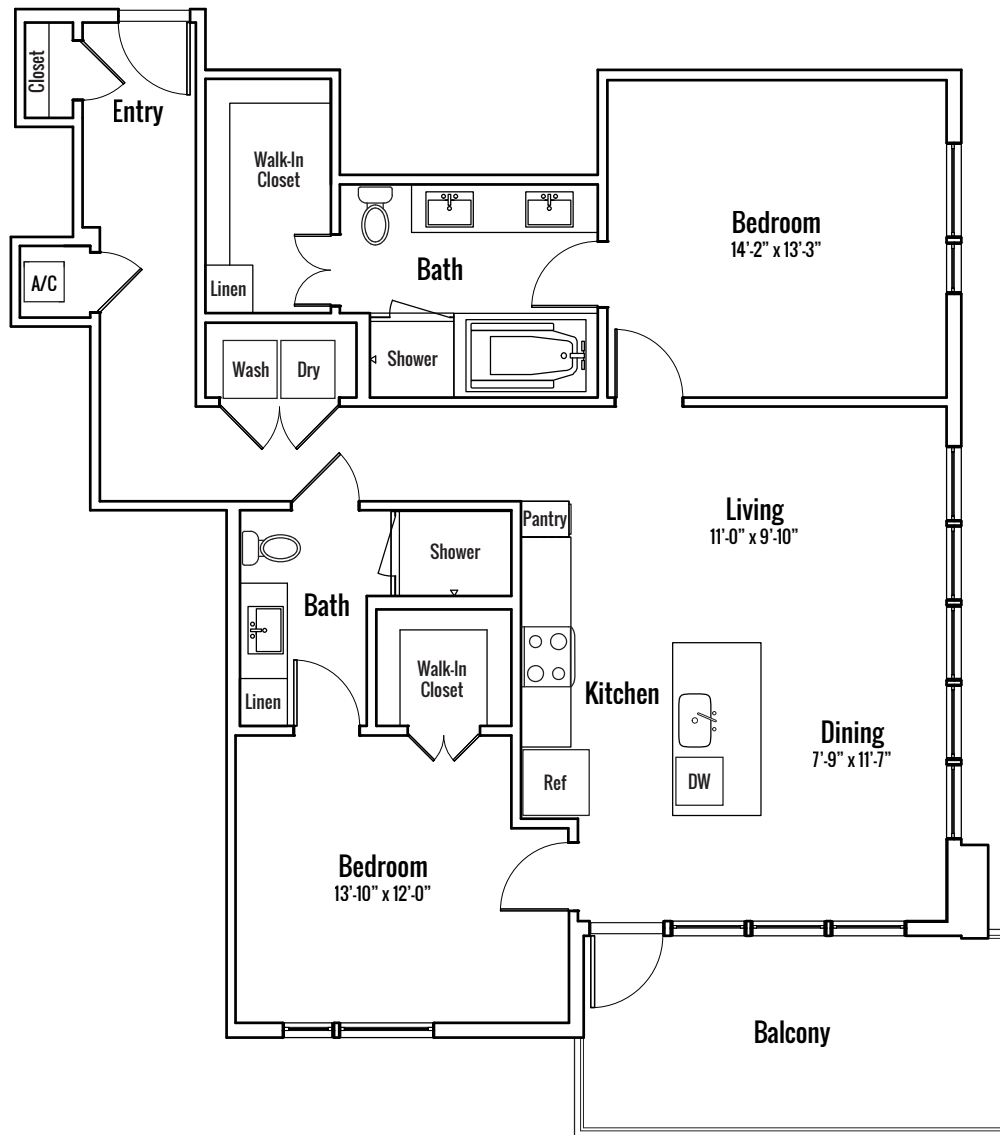 Closet
Entry
Walk-In
Closet
Bedroom
14'-2" x 13'-3"
Bath
A/C
Linen
Wash
Dry
Shower
Living
11'-0" x 9'-10"
Pantry
Shower
Bath
Walk-In
Closet
Linen
Kitchen
Dining
7'-9" x 11'-7"
Ref
DW
Bedroom
13'-10" x 12'-0"
Balcony